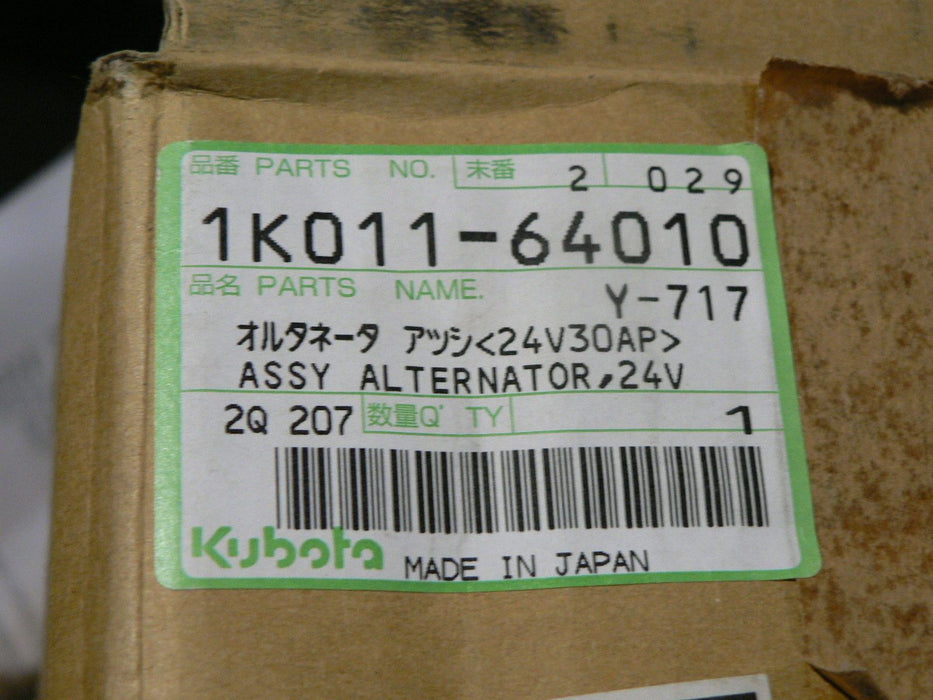 品番 PARTS NO. 末番 2 029
1K011-64010
品名 PARTS NAME. Y-717
オルタネータ アツシ<24V30AP>
ASSY ALTERNATOR,24V
2Q 207 数量Q'TY 1
Kubota MADE IN JAPAN